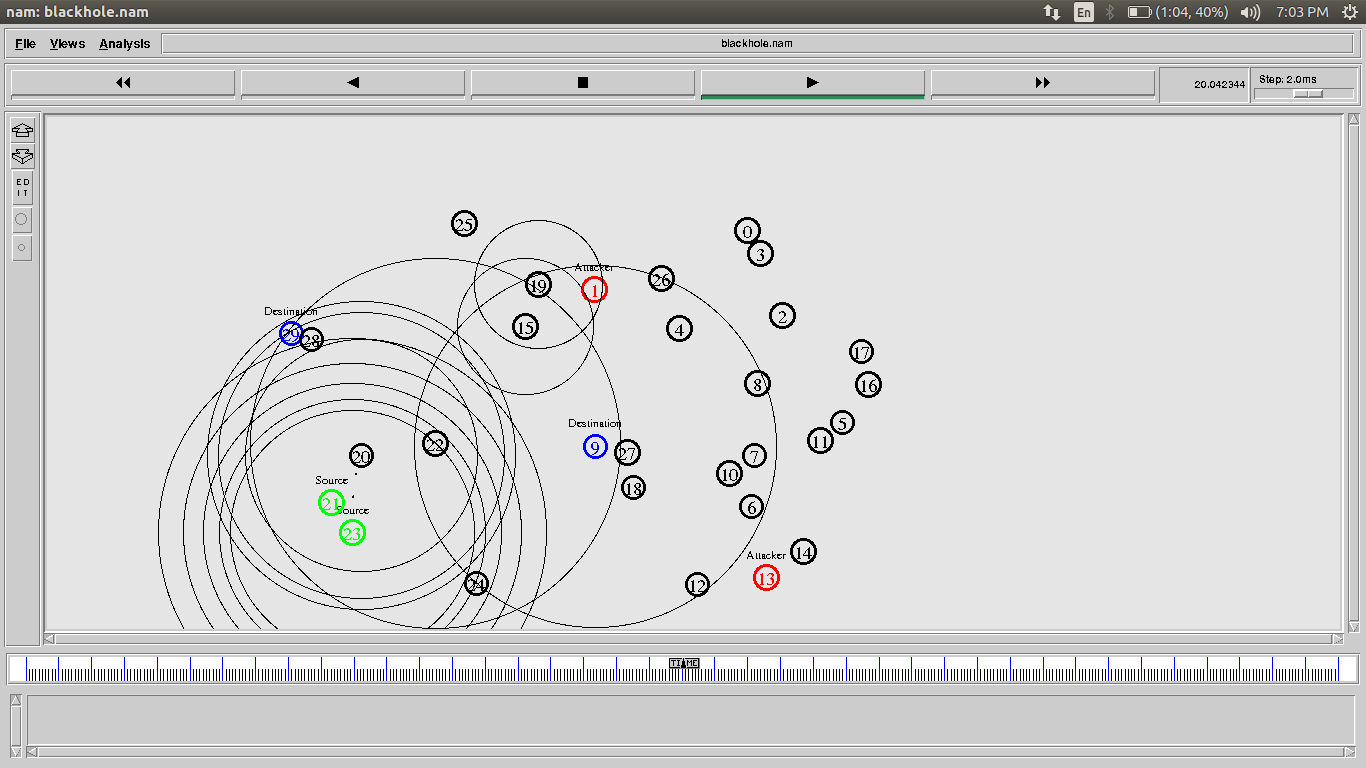 nam: blackhole.nam
En
(1:04, 40%)
7:03 PM
File Views Analysis
blackhole.nam
20.042344
Step: 2.0ms
ED
IT
25
0
3
Attacker
19
1
26
Destination
29
28
15
4
2
17
8
16
Destination
5
22
9
27
11
20
7
10
Source
18
21
Source
6
23
14
Attacker
24
12
13
TIME